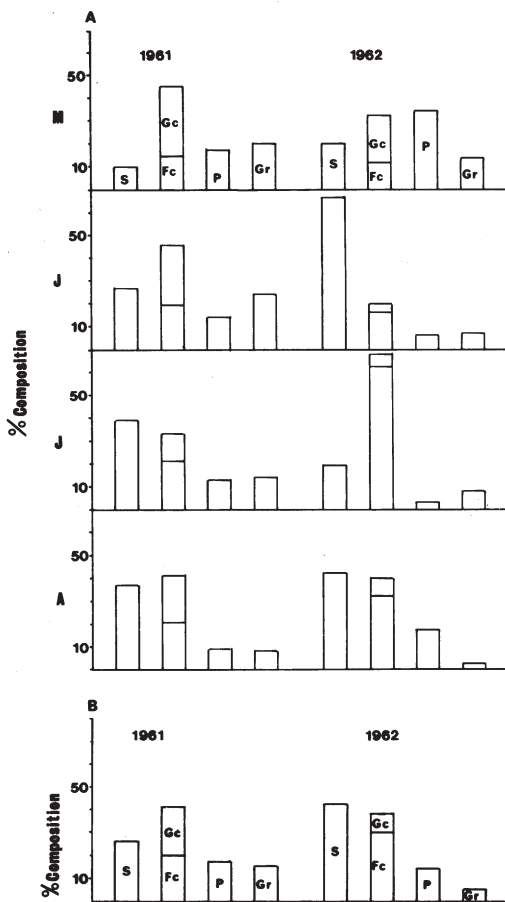 A
1961 1962
50
M
Gc Gc P
S Fc P Gr S Fc Gr
10
50
J
10
% Composition
50
J
10
50
A
10
B
1961 1962
50
% Composition
Gc Gc
S Fc P Gr S Fc P Gr
10